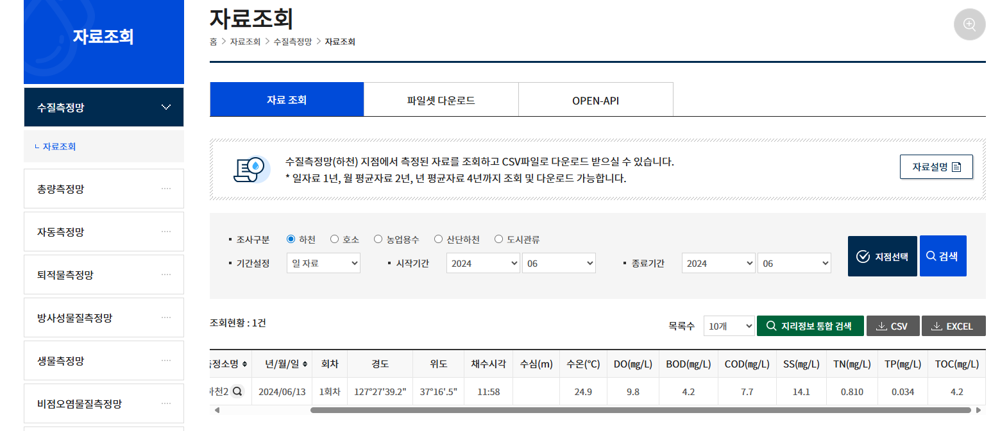 자료조회
수질측정망
자료조회
총량측정망
자동측정망
퇴적물측정망
방사성물질측정망
생물측정망
비점오염물질측정망
자료조회
홈 > 자료조회 > 수질측정망 > 자료조회
자료 조회 파일셋 다운로드 OPEN-API
수질측정망(하천) 지점에서 측정된 자료를 조회하고 CSV파일로 다운로드 받으실 수 있습니다.
* 일자료 1년, 월 평균자료 2년, 년 평균자료 4년까지 조회 및 다운로드 가능합니다.
자료설명
조사구분 하천 호소 농업용수 산단하천 도시관류
기간설정 일 자료 시작기간 2024 06 종료기간 2024 06
지점선택 검색
조회현황 : 1건
목록수 10개 지리정보 통합 검색 CSV EXCEL
측정소명 년/월/일 회차 경도 위도 채수시각 수심(m) 수온(℃) DO(㎎/L) BOD(㎎/L) COD(㎎/L) SS(㎎/L) TN(㎎/L) TP(㎎/L) TOC(㎎/L)
하천2 2024/06/13 1회차 127°27'39.2" 37°16'.5" 11:58 24.9 9.8 4.2 7.7 14.1 0.810 0.034 4.2